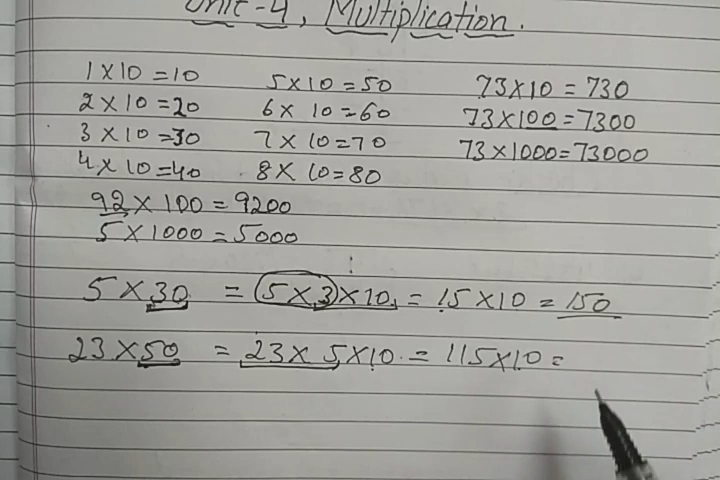 Unit-4, Multiplication.
1 X 10 = 10 5 X 10 = 50 73 X 10 = 730
2 X 10 = 20 6 X 10 = 60 73 X 100 = 7300
3 X 10 = 30 7 X 10 = 70 73 X 1000 = 73000
4 X 10 = 40 8 X 10 = 80
92 X 100 = 9200
5 X 1000 = 5000
5 X 30 = (5 X 3) X 10 = 15 X 10 = 150
23 X 50 = 23 X 5 X 10 = 115 X 10 =